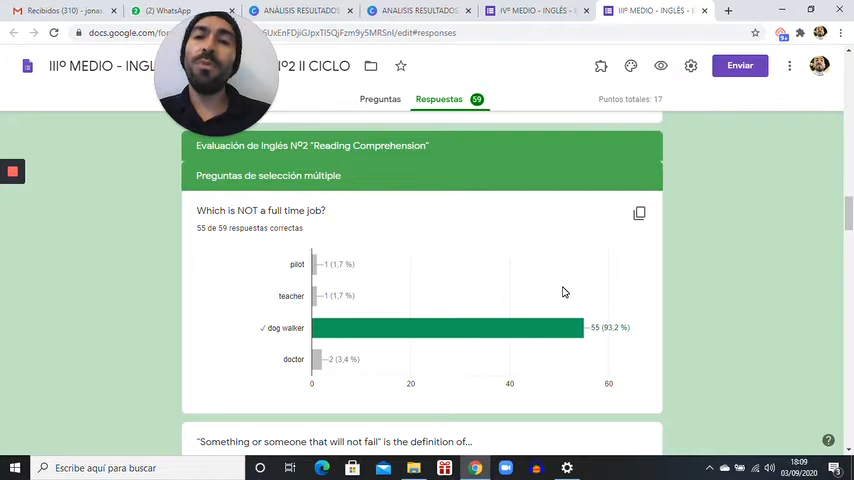 Recibidos (310) - jonas
(2) WhatsApp
ANÁLISIS RESULTADOS
ANALISIS RESULTADOS
IVº MEDIO - INGLÉS -
IIIº MEDIO - INGLÉS - E
docs.google.com/for
6UxEnFDjiGJpxTI5QFzm9y5MRSnI/edit#responses
IIIº MEDIO - INGL
Nº2 II CICLO
Enviar
Preguntas
Respuestas
59
Puntos totales: 17
Evaluación de Inglés Nº2 "Reading Comprehension"
Preguntas de selección múltiple
Which is NOT a full time job?
55 de 59 respuestas correctas
pilot
1 (1,7 %)
teacher
1 (1,7 %)
✓ dog walker
55 (93,2 %)
doctor
2 (3,4 %)
0
20
40
60
"Something or someone that will not fail" is the definition of...
Escribe aquí para buscar
18:09
03/09/2020